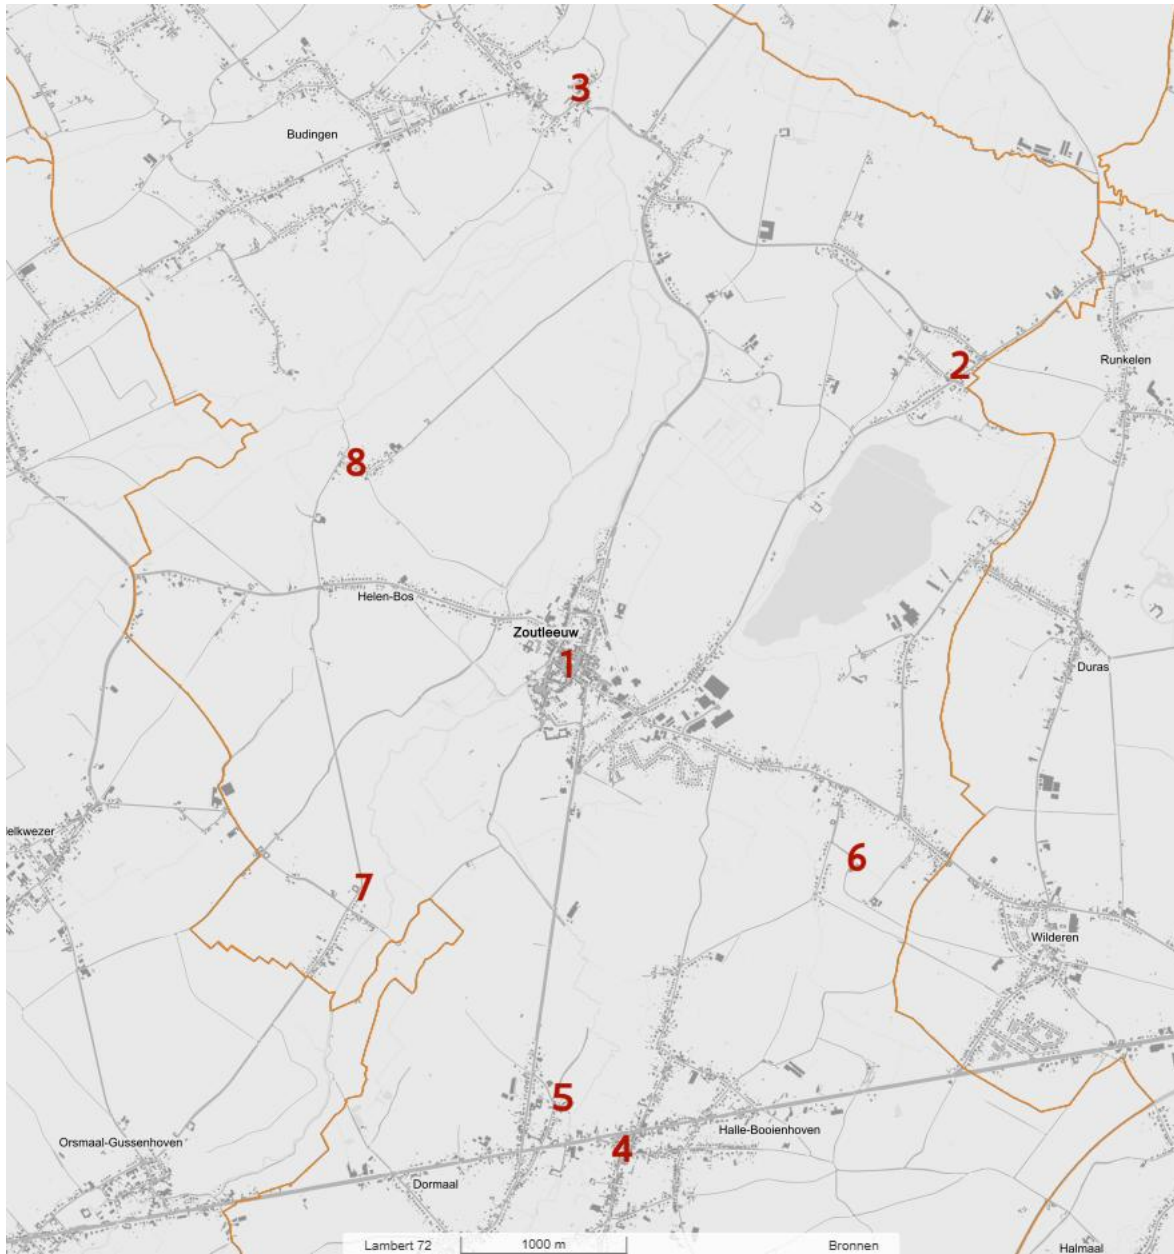 3
Budingen
2
Runkelen
8
Helen-Bos
Zoutleeuw
1
Duras
elkwezer
6
7
Wilderen
5
Halle-Booienhoven
Orsmaal-Gussenhoven
4
Dormaal
Lambert 72
1000 m
Bronnen
Halmaal